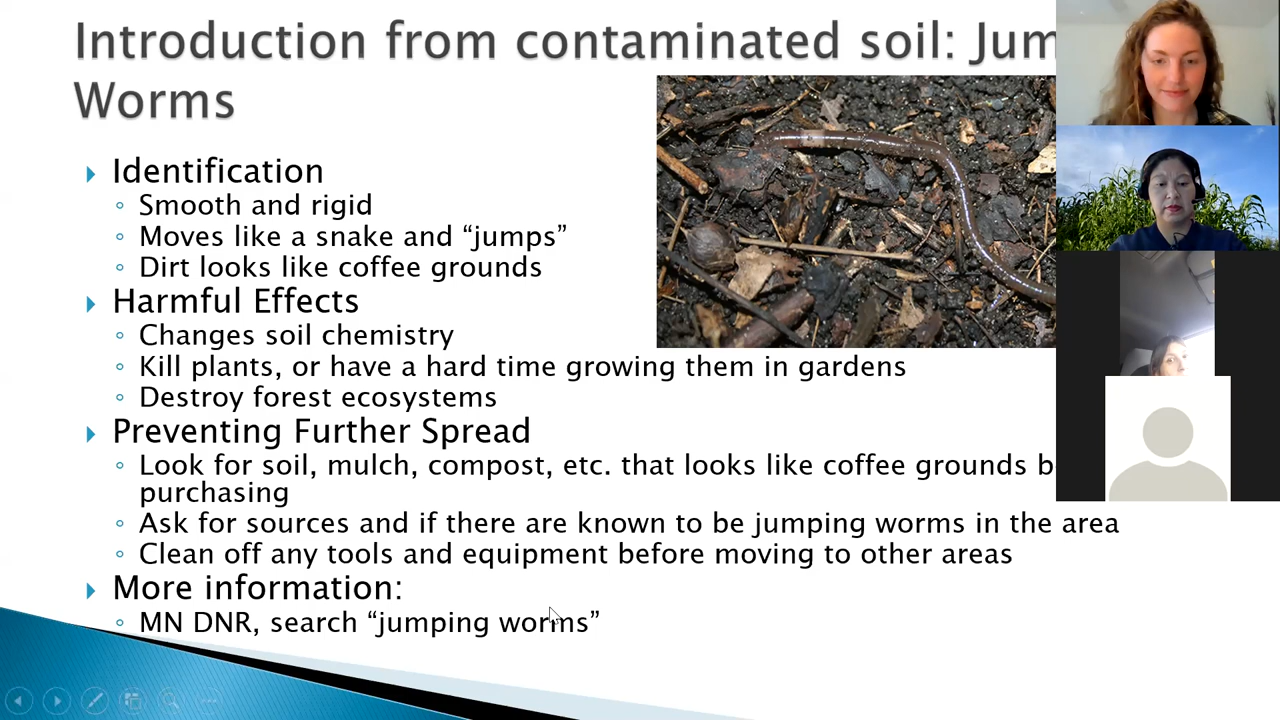 Introduction from contaminated soil: Jum
Worms
Identification
Smooth and rigid
Moves like a snake and “jumps”
Dirt looks like coffee grounds
Harmful Effects
Changes soil chemistry
Kill plants, or have a hard time growing them in gardens
Destroy forest ecosystems
Preventing Further Spread
Look for soil, mulch, compost, etc. that looks like coffee grounds b
purchasing
Ask for sources and if there are known to be jumping worms in the area
Clean off any tools and equipment before moving to other areas
More information:
MN DNR, search “jumping worms”